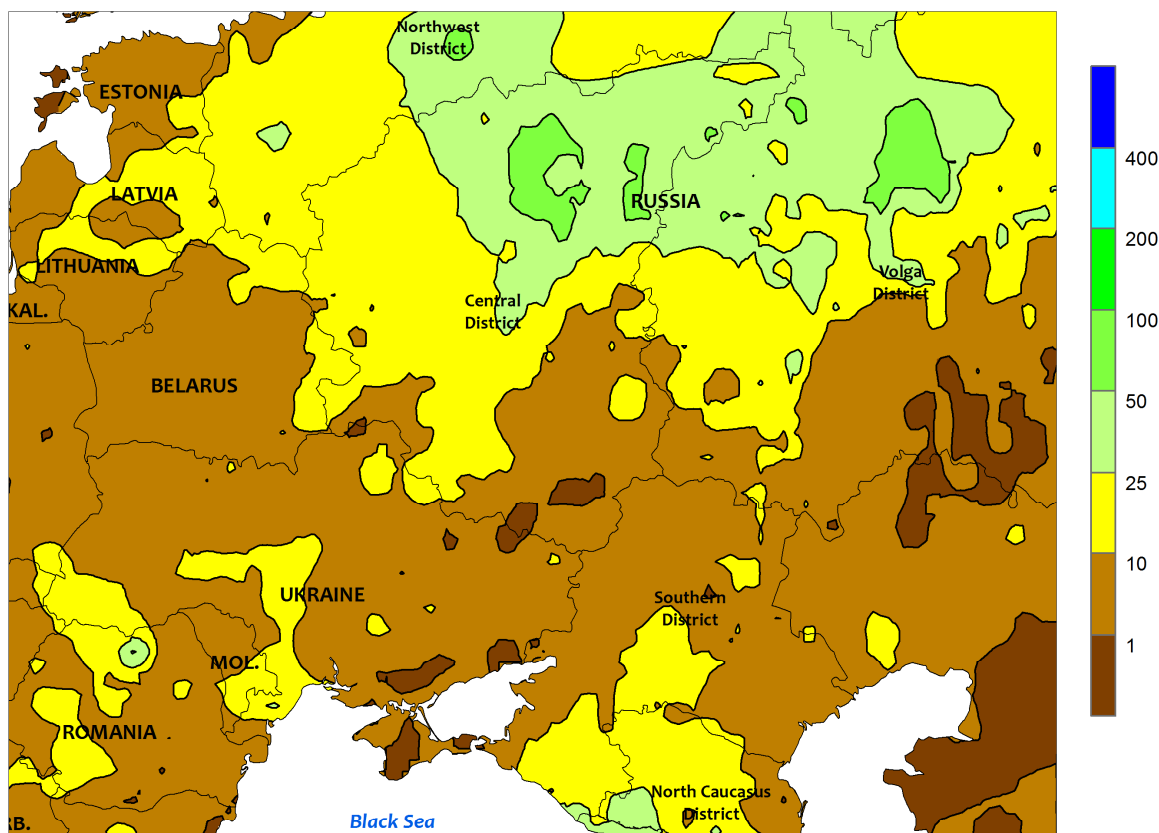 Northwest
District
ESTONIA
LATVIA
RUSSIA
LITHUANIA
Volga
District
KAL.
Central
District
BELARUS
UKRAINE
Southern
District
MOL.
ROMANIA
North Caucasus
District
RB.
Black Sea
400
200
100
50
25
10
1